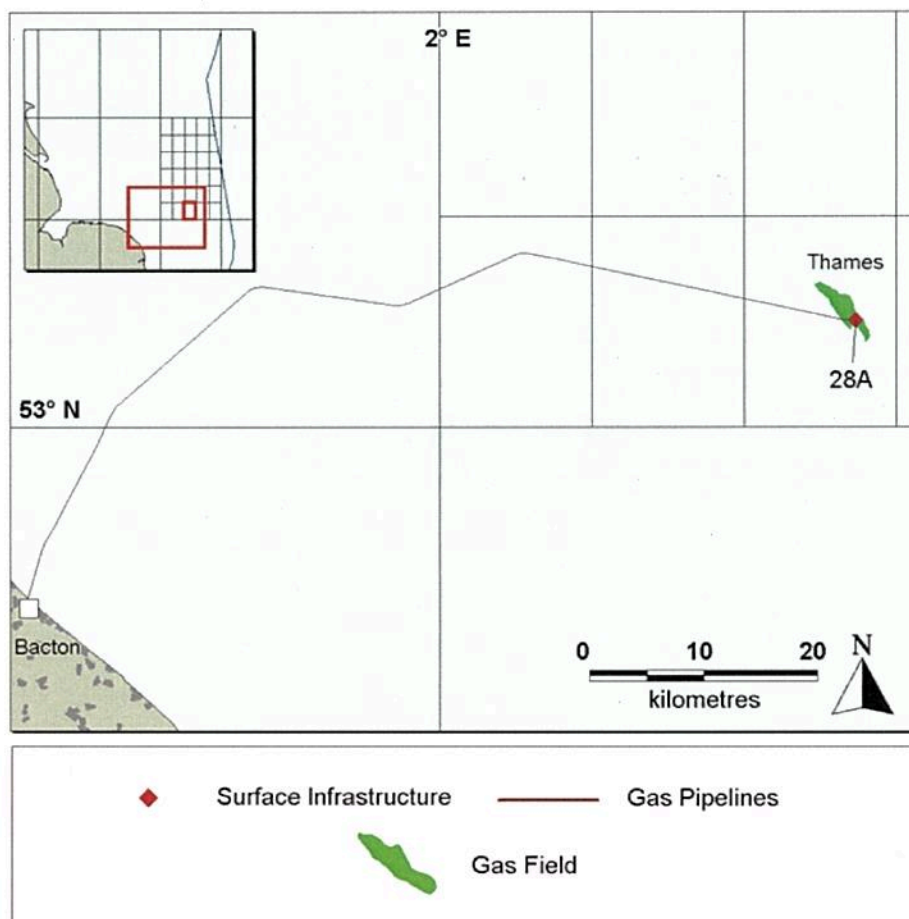 2° E
Thames
28A
53° N
Bacton
0 10 20
kilometres
N
Surface Infrastructure
Gas Pipelines
Gas Field